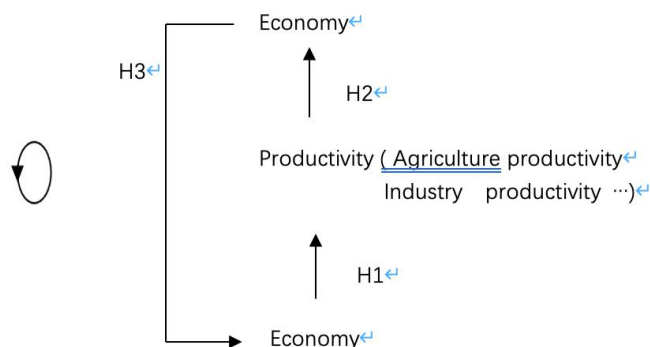 Economy↵
H3↵
H2↵
Productivity ( Agriculture productivity↵
Industry productivity ···)↵
H1↵
Economy↵